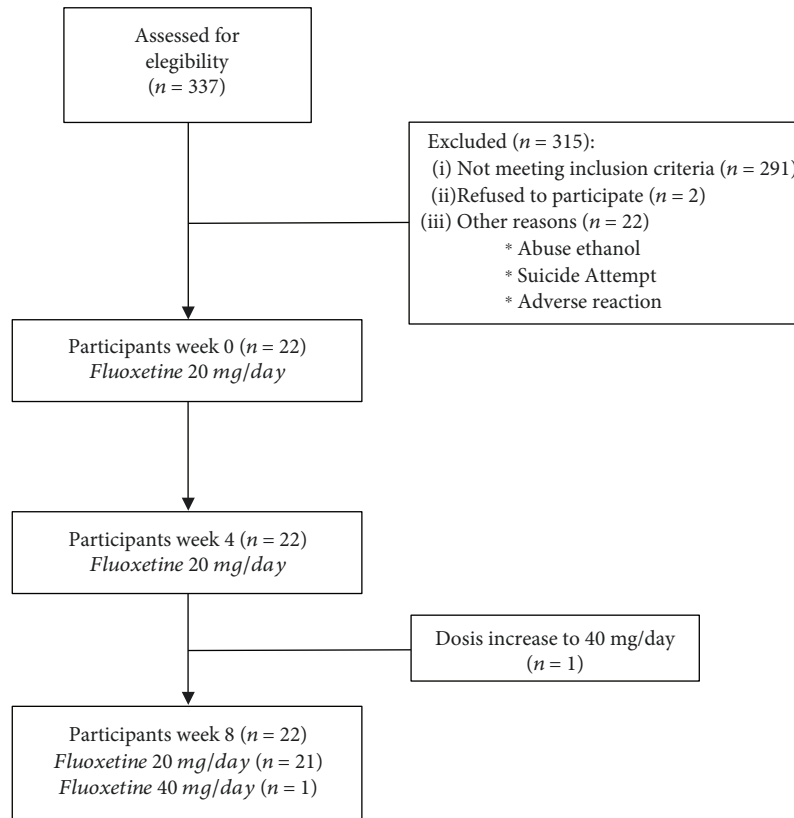 Assessed for
elegibility
(n = 337)
Excluded (n = 315):
(i) Not meeting inclusion criteria (n = 291)
(ii)Refused to participate (n = 2)
(iii) Other reasons (n = 22)
* Abuse ethanol
* Suicide Attempt
* Adverse reaction
Participants week 0 (n = 22)
Fluoxetine 20 mg/day
Participants week 4 (n = 22)
Fluoxetine 20 mg/day
Dosis increase to 40 mg/day
(n = 1)
Participants week 8 (n = 22)
Fluoxetine 20 mg/day (n = 21)
Fluoxetine 40 mg/day (n = 1)